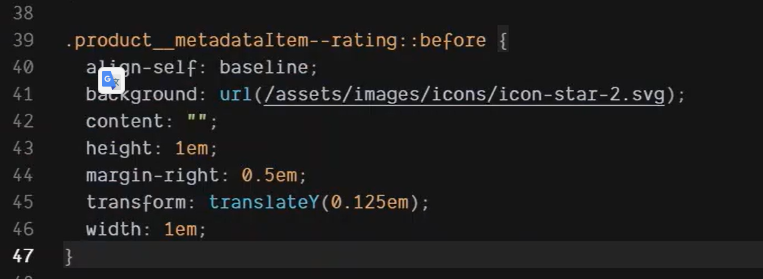 38
39 .product__metadataItem--rating::before {
40 align-self: baseline;
41 background: url(/assets/images/icons/icon-star-2.svg);
42 content: "";
43 height: 1em;
44 margin-right: 0.5em;
45 transform: translateY(0.125em);
46 width: 1em;
47 }